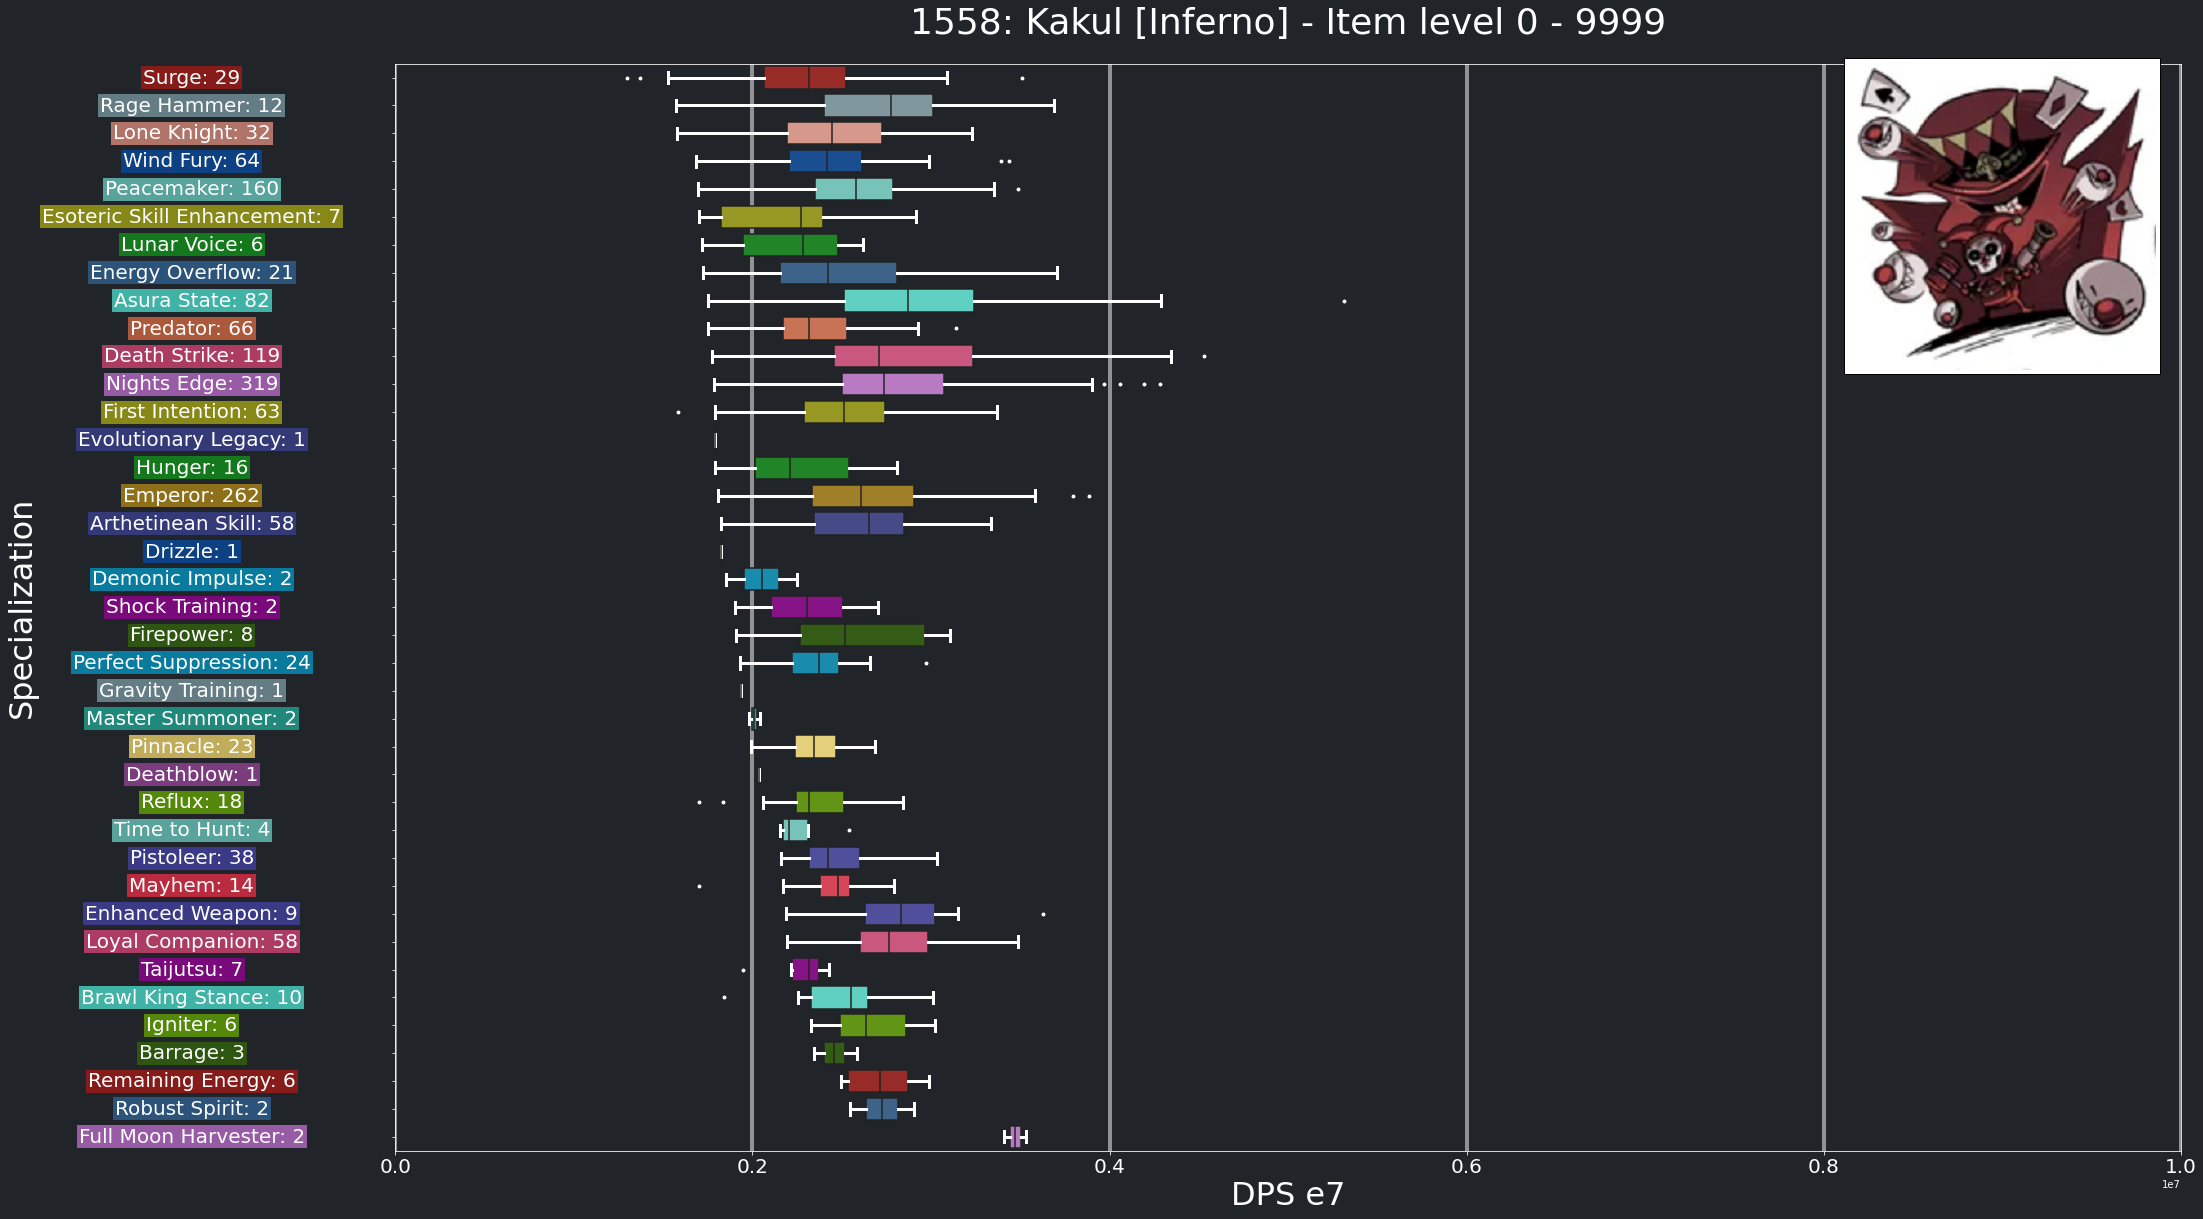 1558: Kakul [Inferno] - Item level 0 - 9999
Surge: 29
Rage Hammer: 12
Lone Knight: 32
Wind Fury: 64
Peacemaker: 160
Esoteric Skill Enhancement: 7
Lunar Voice: 6
Energy Overflow: 21
Asura State: 82
Predator: 66
Death Strike: 119
Nights Edge: 319
First Intention: 63
Evolutionary Legacy: 1
Hunger: 16
Emperor: 262
Arthetinean Skill: 58
Drizzle: 1
Demonic Impulse: 2
Shock Training: 2
Firepower: 8
Perfect Suppression: 24
Gravity Training: 1
Master Summoner: 2
Pinnacle: 23
Deathblow: 1
Reflux: 18
Time to Hunt: 4
Pistoleer: 38
Mayhem: 14
Enhanced Weapon: 9
Loyal Companion: 58
Taijutsu: 7
Brawl King Stance: 10
Igniter: 6
Barrage: 3
Remaining Energy: 6
Robust Spirit: 2
Full Moon Harvester: 2
Specialization
0.0 0.2 0.4 0.6 0.8 1.0
1e7
DPS e7